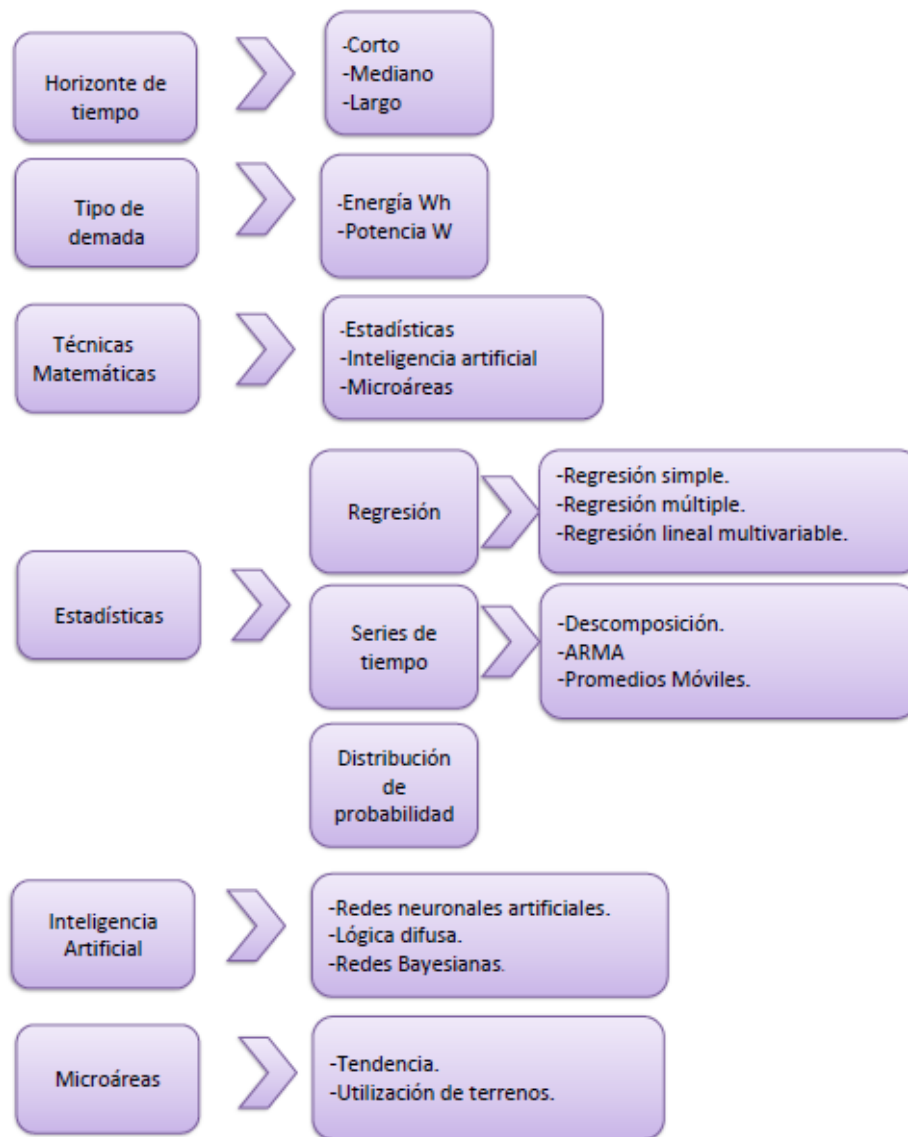 Horizonte de
tiempo
-Corto
-Mediano
-Largo
Tipo de
demada
-Energía Wh
-Potencia W
Técnicas
Matemáticas
-Estadísticas
-Inteligencia artificial
-Microáreas
Estadísticas
Regresión
-Regresión simple.
-Regresión múltiple.
-Regresión lineal multivariable.
Series de
tiempo
-Descomposición.
-ARMA
-Promedios Móviles.
Distribución
de
probabilidad
Inteligencia
Artificial
-Redes neuronales artificiales.
-Lógica difusa.
-Redes Bayesianas.
Microáreas
-Tendencia.
-Utilización de terrenos.